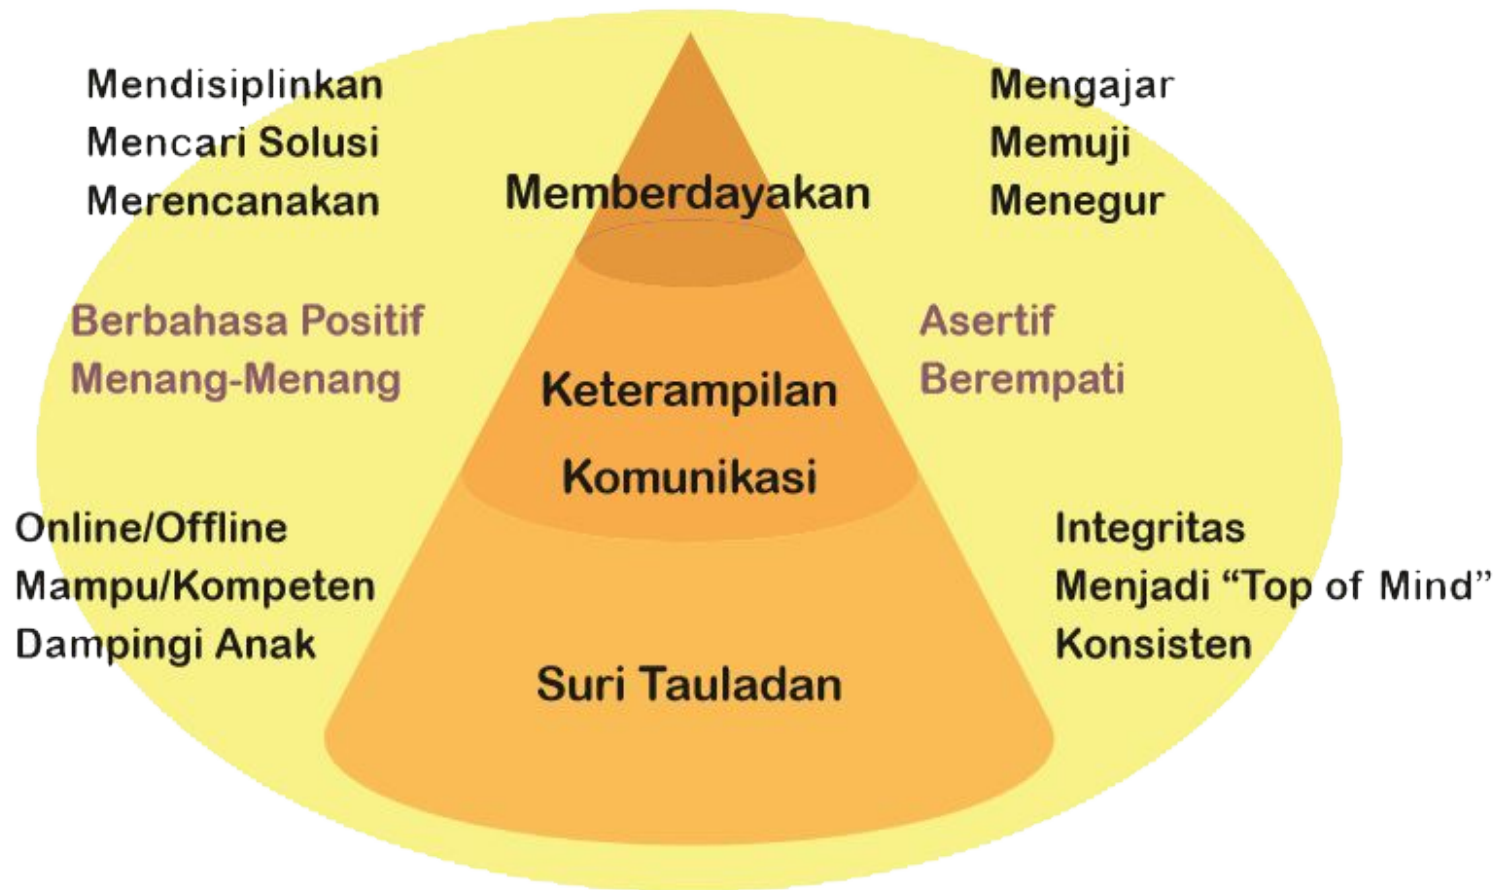 Mendisiplinkan
Mencari Solusi
Merencanakan
Memberdayakan
Mengajar
Memuji
Menegur
Berbahasa Positif
Menang-Menang
Keterampilan
Komunikasi
Asertif
Berempati
Online/Offline
Mampu/Kompeten
Dampingi Anak
Suri Tauladan
Integritas
Menjadi “Top of Mind”
Konsisten